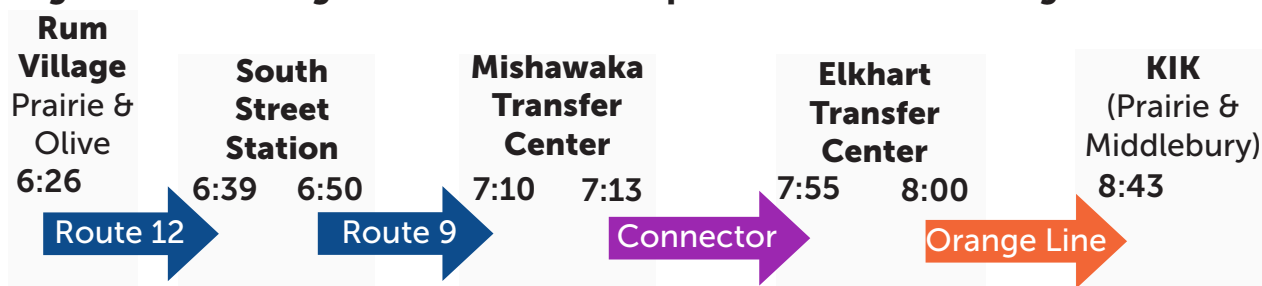 Rum
Village
Prairie &
Olive
6:26
South
Street
Station
6:39 6:50
Mishawaka
Transfer
Center
7:10 7:13
Elkhart
Transfer
Center
7:55 8:00
KIK
(Prairie &
Middlebury)
8:43
Route 12
Route 9
Connector
Orange Line